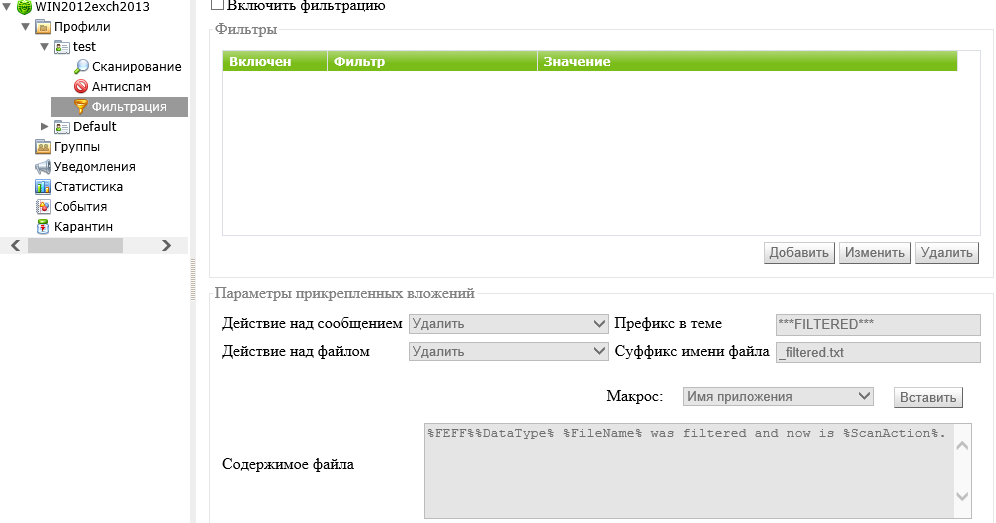 WIN2012exch2013
Профили
test
Сканирование
Антиспам
Фильтрация
Default
Группы
Уведомления
Статистика
События
Карантин
Включить фильтрацию
Фильтры
Включен Фильтр Значение
Добавить Изменить Удалить
Параметры прикрепленных вложений
Действие над сообщением Удалить Префикс в теме ***FILTERED***
Действие над файлом Удалить Суффикс имени файла _filtered.txt
Макрос: Имя приложения Вставить
Содержимое файла
%FEFF%%DataType% %FileName% was filtered and now is %ScanAction%.